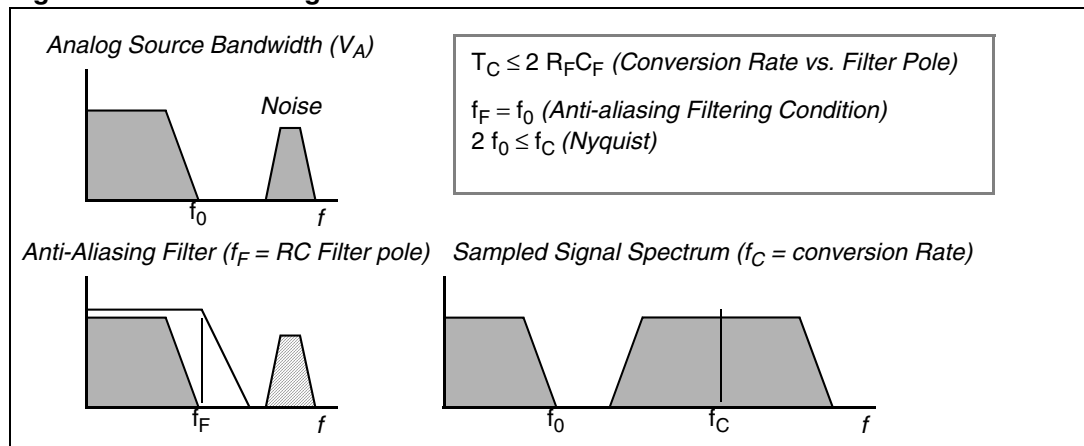 Analog Source Bandwidth (VA)
Noise
f0
f
TC ≤ 2 RFCF (Conversion Rate vs. Filter Pole)
fF = f0 (Anti-aliasing Filtering Condition)
2 f0 ≤ fC (Nyquist)
Anti-Aliasing Filter (fF = RC Filter pole)
fF
f
Sampled Signal Spectrum (fC = conversion Rate)
f0
fC
f